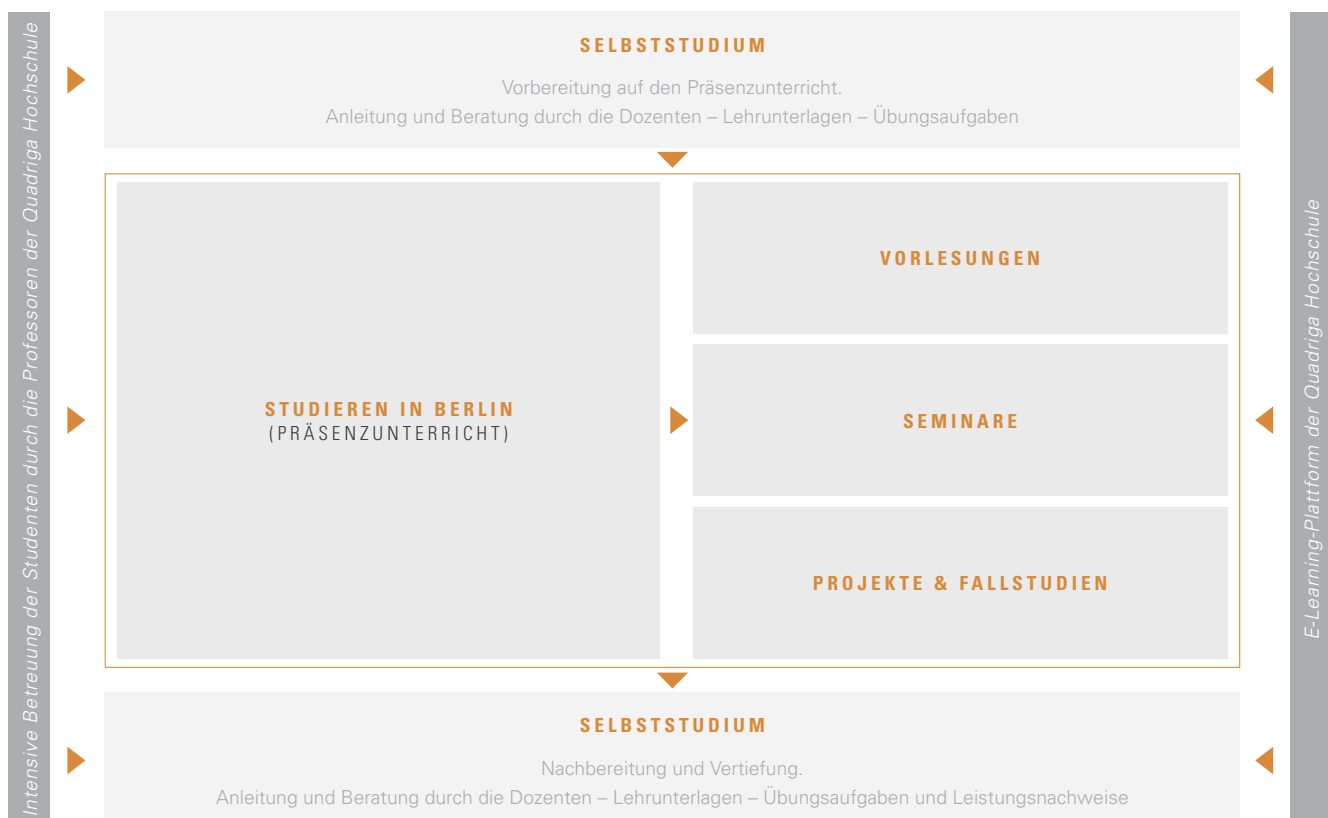 Intensive Betreuung der Studenten durch die Professoren der Quadriga Hochschule
SELBSTSTUDIUM
Vorbereitung auf den Präsenzunterricht.
Anleitung und Beratung durch die Dozenten – Lehrunterlagen – Übungsaufgaben
STUDIEREN IN BERLIN
(PRÄSENZUNTERRICHT)
VORLESUNGEN
SEMINARE
PROJEKTE & FALLSTUDIEN
SELBSTSTUDIUM
Nachbereitung und Vertiefung.
Anleitung und Beratung durch die Dozenten – Lehrunterlagen – Übungsaufgaben und Leistungsnachweise
E-Learning-Plattform der Quadriga Hochschule